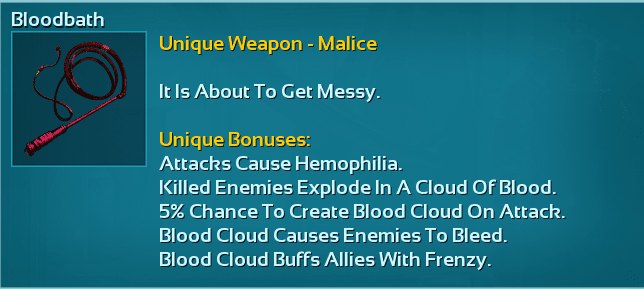 Bloodbath
Unique Weapon - Malice
It Is About To Get Messy.
Unique Bonuses:
Attacks Cause Hemophilia.
Killed Enemies Explode In A Cloud Of Blood.
5% Chance To Create Blood Cloud On Attack.
Blood Cloud Causes Enemies To Bleed.
Blood Cloud Buffs Allies With Frenzy.